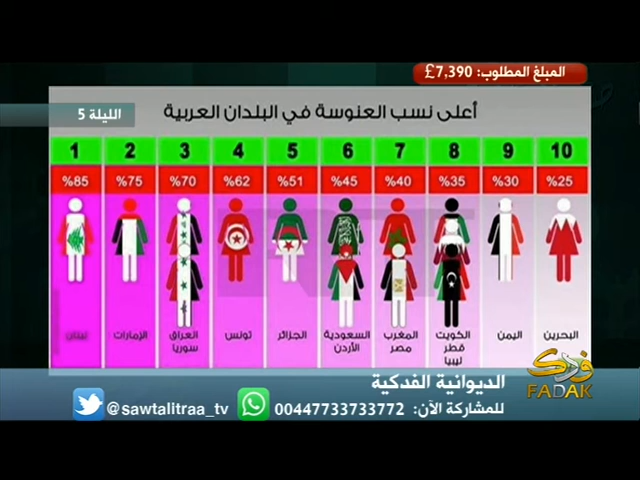 المبلغ المطلوب: 7,390£
الليلة 5
أعلى نسب العنوسة في البلدان العربية
1 2 3 4 5 6 7 8 9 10
%85 %75 %70 %62 %51 %45 %40 %35 %30 %25
لبنان الإمارات العراق تونس الجزائر السعودية المغرب الكويت اليمن البحرين
سوريا الأردن مصر قطر
ليبيا
الديوانية الفدكية
للمشاركة الآن: 00447733733772 @sawtalitraa_tv
فدك
FADAK